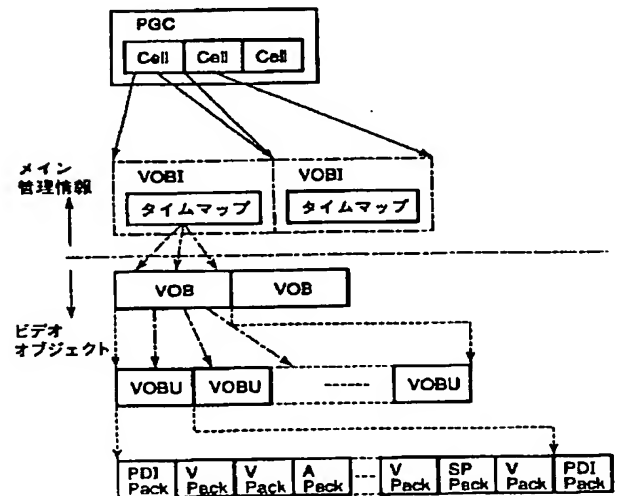 PGC
Cell Cell Cell
メイン
管理情報
VOBI VOBI
タイムマップ タイムマップ
VOB VOB
ビデオ
オブジェクト
VOBU VOBU VOBU
PDI V V A V SP V PDI
Pack Pack Pack Pack Pack Pack Pack Pack